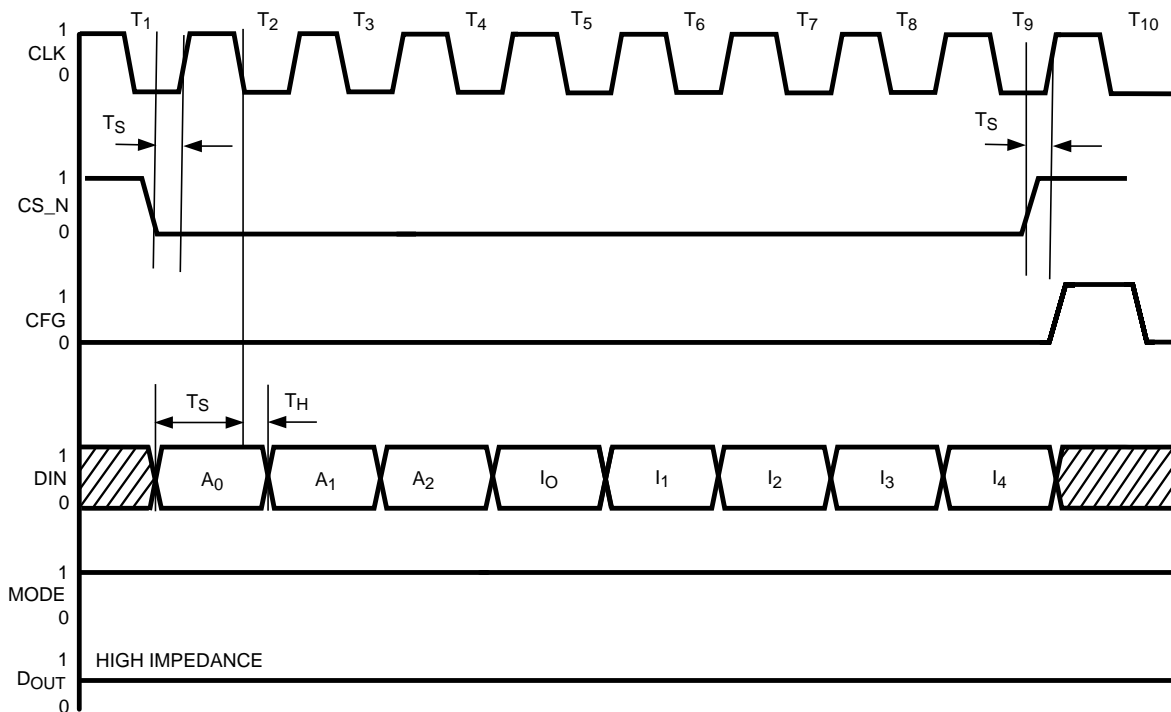 T1 T2 T3 T4 T5 T6 T7 T8 T9 T10
1
CLK
0
TS TS
1
CS_N
0
1
CFG
0
TS TH
1
DIN
0
A0 A1 A2 IO I1 I2 I3 I4
1
MODE
0
1 HIGH IMPEDANCE
DOUT
0